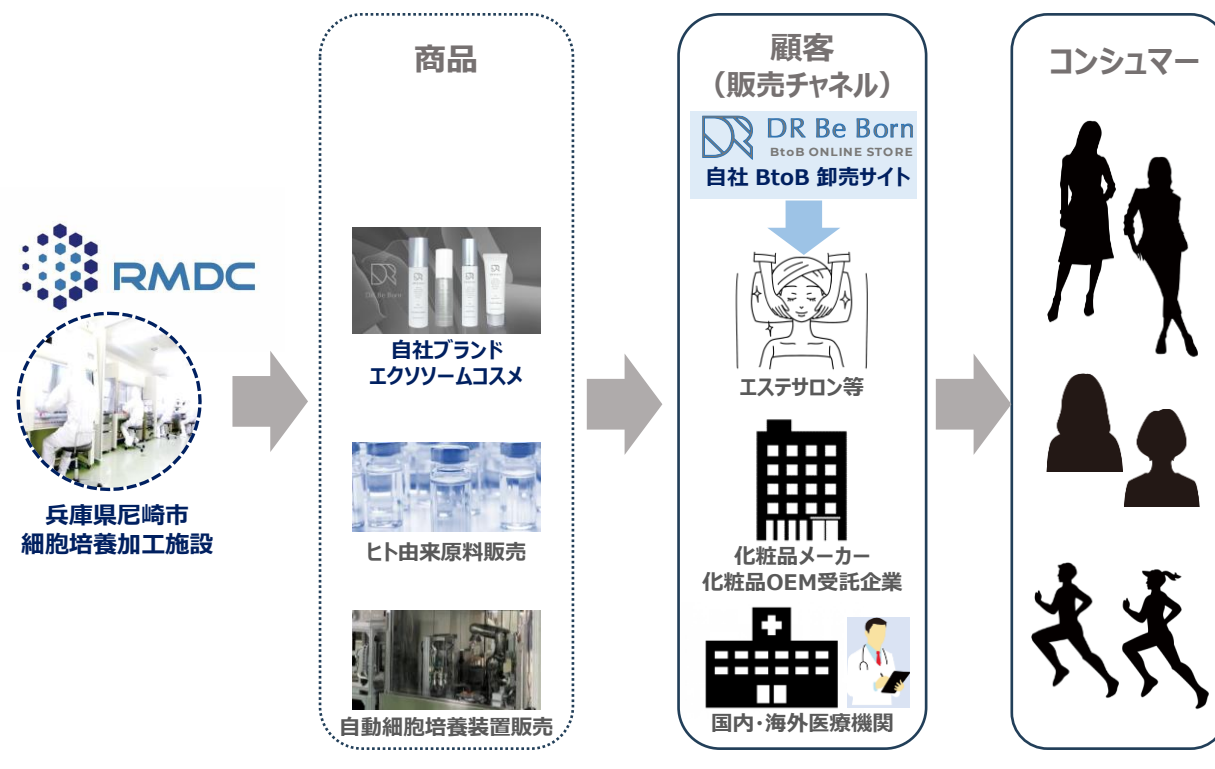 RMDC
兵庫県尼崎市
細胞培養加工施設
商品
DR Be Born
自社ブランド
エクソソームコスメ
ヒト由来原料販売
自動細胞培養装置販売
顧客
（販売チャネル）
DR Be Born
BtoB ONLINE STORE
自社 BtoB 卸売サイト
エステサロン等
化粧品メーカー
化粧品OEM受託企業
国内・海外医療機関
コンシュマー